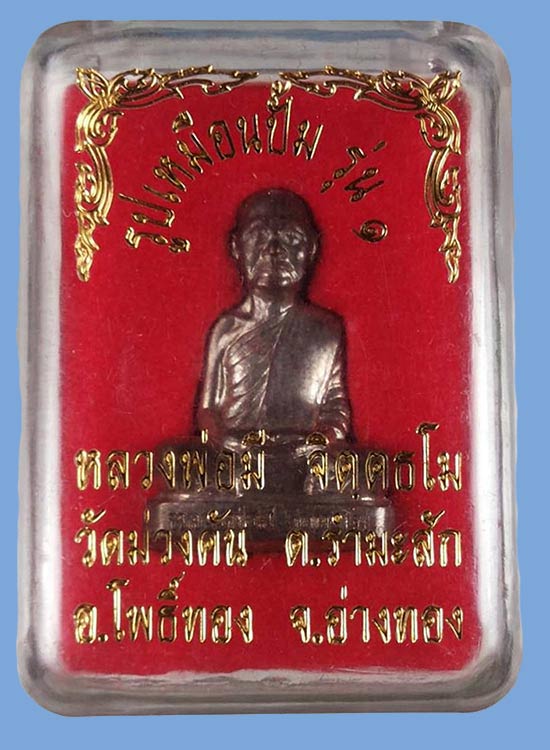 รูปเหมือนปั้ม รุ่น ๑
หลวงพ่อมี จิตฺคธโม
วัดม่วงคัน ต.รำมะสัก
อ.โพธิ์ทอง จ.อ่างทอง